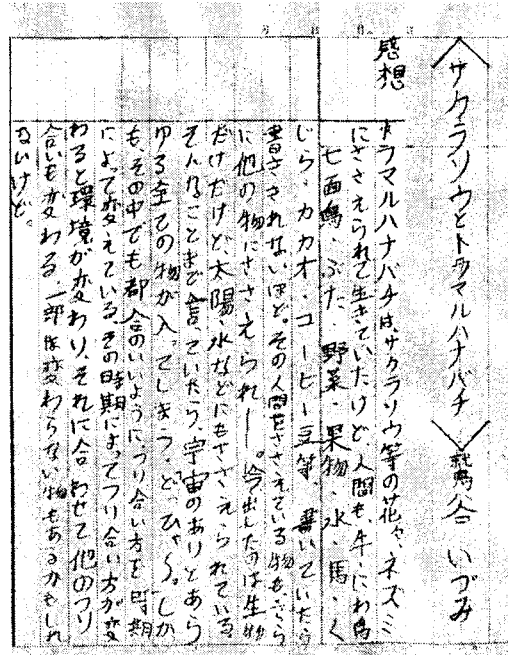 サクラソウとトラマルハナバチ
いづみ
感想
トラマルハナバチは、サクラソウ等の花や、ネズミ
にささえられて生きていたけど人間も、牛・にわ鳥
・七面鳥・ぶた・野菜・果物・水・馬・く
じら・カカオ・コーヒー豆等、書いていたら
書ききれないほど。その人間をささえている物も、さら
に他の物にささえられー。今出したのは生物
だけだけど、太陽、水などにもささえられている
そんなことまで言っていたら、宇宙のありとあら
ゆる全ての物が入ってしまう。ど、ひゃ〜。しか
も、その中でも都合のいいように、つり合い方を時期
によって変えている。その時期によってつり合い方が変
わると環境が変わり、それに合わせて他のつり
合いも変わる。一部は変わらない物もあるかもしれ
ないけど。